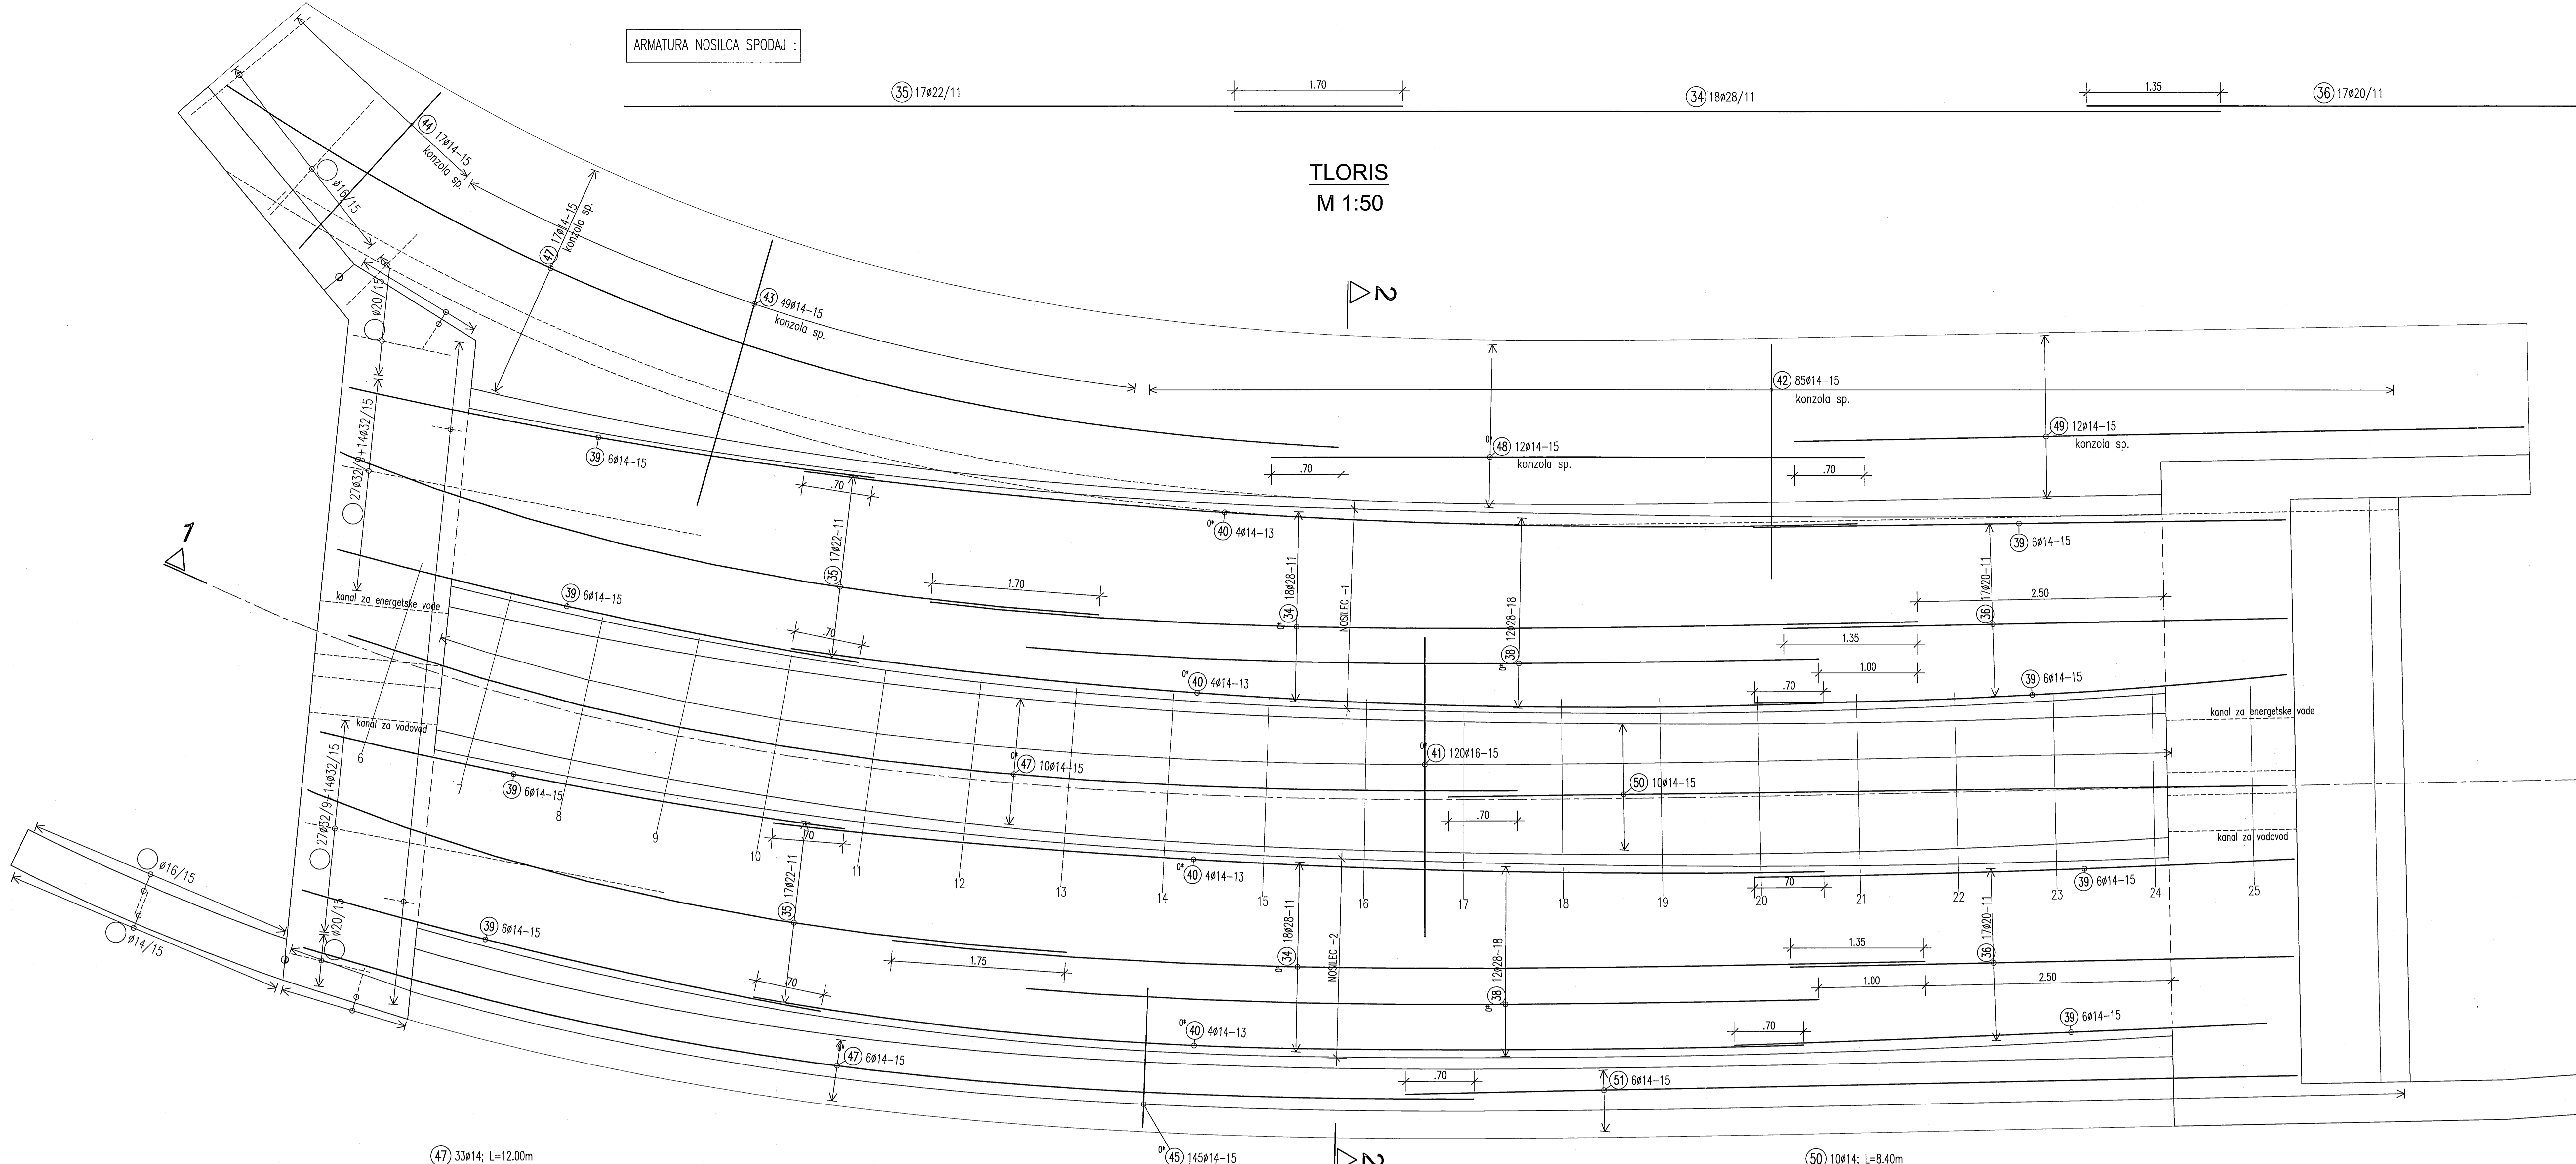 ARMATURA NOSILCA SPODAJ :
35 17ø22/11
1.70
34 18ø28/11
1.35
36 17ø20/11
TLORIS
M 1:50
44 17ø14-15
konzola sp.
ø16/15
47 17ø14-15
konzola sp.
43 49ø14-15
konzola sp.
2
ø20/15
42 85ø14-15
konzola sp.
49 12ø14-15
konzola sp.
48 12ø14-15
konzola sp.
.70
.70
27ø32/9+14ø32/15
39 6ø14-15
.70
40 4ø14-13
39 6ø14-15
1
35 17ø22-11
1.70
34 18ø28-11
NOSILEC -1
38 12ø28-18
36 17ø20-11
2.50
1.35
1.00
kanal za energetske vode
39 6ø14-15
.70
40 4ø14-13
.70
39 6ø14-15
kanal za energetske vode
kanal za vodovod
47 10ø14-15
41 120ø16-15
50 10ø14-15
.70
kanal za vodovod
39 6ø14-15
.70
40 4ø14-13
70
39 6ø14-15
6
7
8
9
10
11
12
13
14
15
16
17
18
19
20
21
22
23
24
25
27ø32/9+14ø32/15
ø16/15
ø14/15
ø20/15
39 6ø14-15
35 17ø22-11
1.75
34 18ø28-11
NOSILEC -2
38 12ø28-18
36 17ø20-11
1.35
1.00
2.50
.70
40 4ø14-13
.70
39 6ø14-15
47 6ø14-15
.70
51 6ø14-15
47 33ø14; L=12.00m
45 145ø14-15
2
50 10ø14; L=8.40m